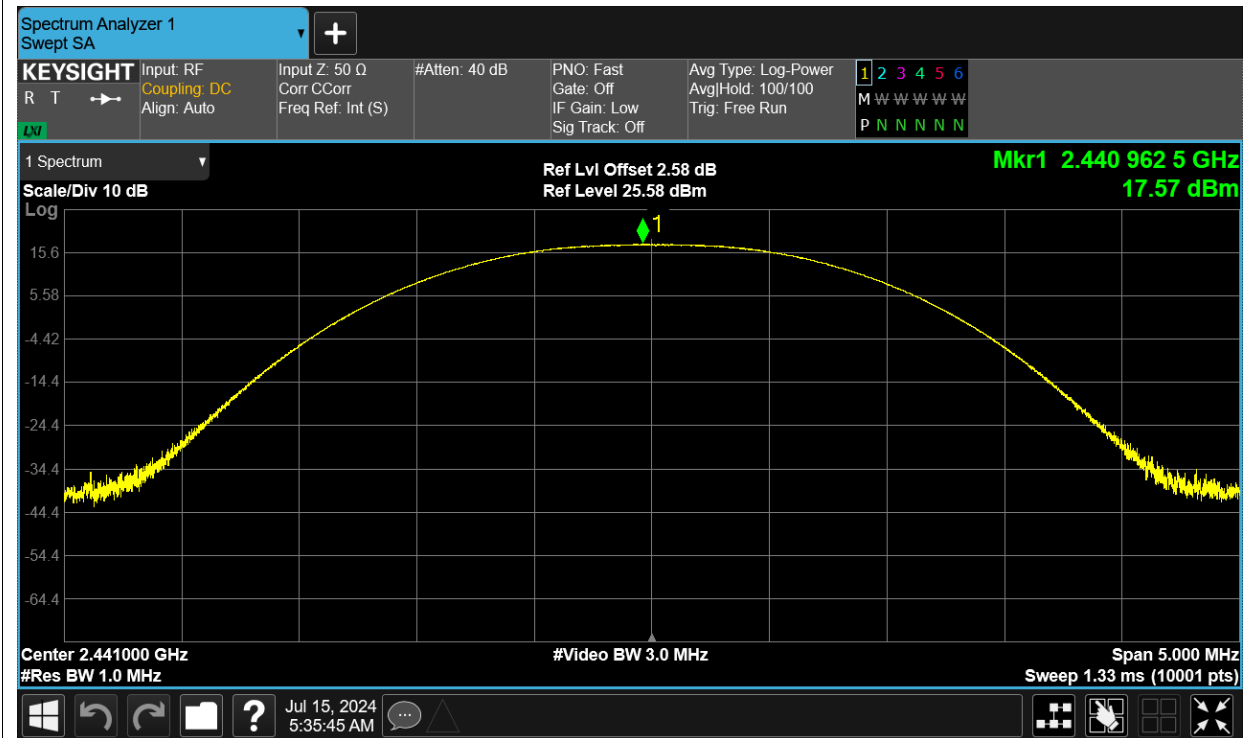 Spectrum Analyzer 1
Swept SA
+
KEYSIGHT
R T
LXI
Input: RF
Coupling: DC
Align: Auto
Input Z: 50 Ω
Corr CCorr
Freq Ref: Int (S)
#Atten: 40 dB
PNO: Fast
Gate: Off
IF Gain: Low
Sig Track: Off
Avg Type: Log-Power
Avg|Hold: 100/100
Trig: Free Run
1 2 3 4 5 6
M W W W W W
P N N N N N
1 Spectrum
Scale/Div 10 dB
Ref Lvl Offset 2.58 dB
Ref Level 25.58 dBm
Mkr1 2.440 962 5 GHz
17.57 dBm
Log
1
15.6
5.58
-4.42
-14.4
-24.4
-34.4
-44.4
-54.4
-64.4
Center 2.441000 GHz
#Res BW 1.0 MHz
#Video BW 3.0 MHz
Span 5.000 MHz
Sweep 1.33 ms (10001 pts)
?
Jul 15, 2024
5:35:45 AM